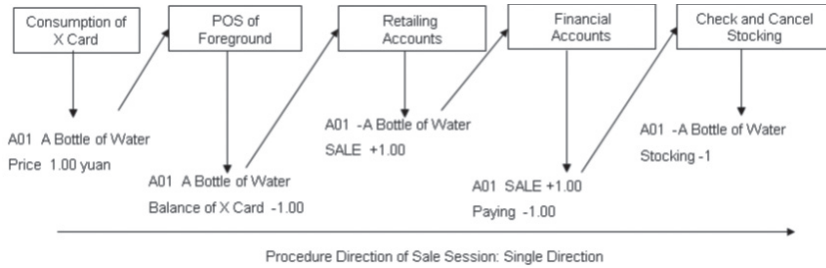 Consumption of
X Card
POS of
Foreground
Retailing
Accounts
Financial
Accounts
Check and Cancel
Stocking
A01 A Bottle of Water
Price 1.00 yuan
A01 A Bottle of Water
Balance of X Card -1.00
A01 -A Bottle of Water
SALE +1.00
A01 SALE +1.00
Paying -1.00
A01 -A Bottle of Water
Stocking -1
Procedure Direction of Sale Session: Single Direction